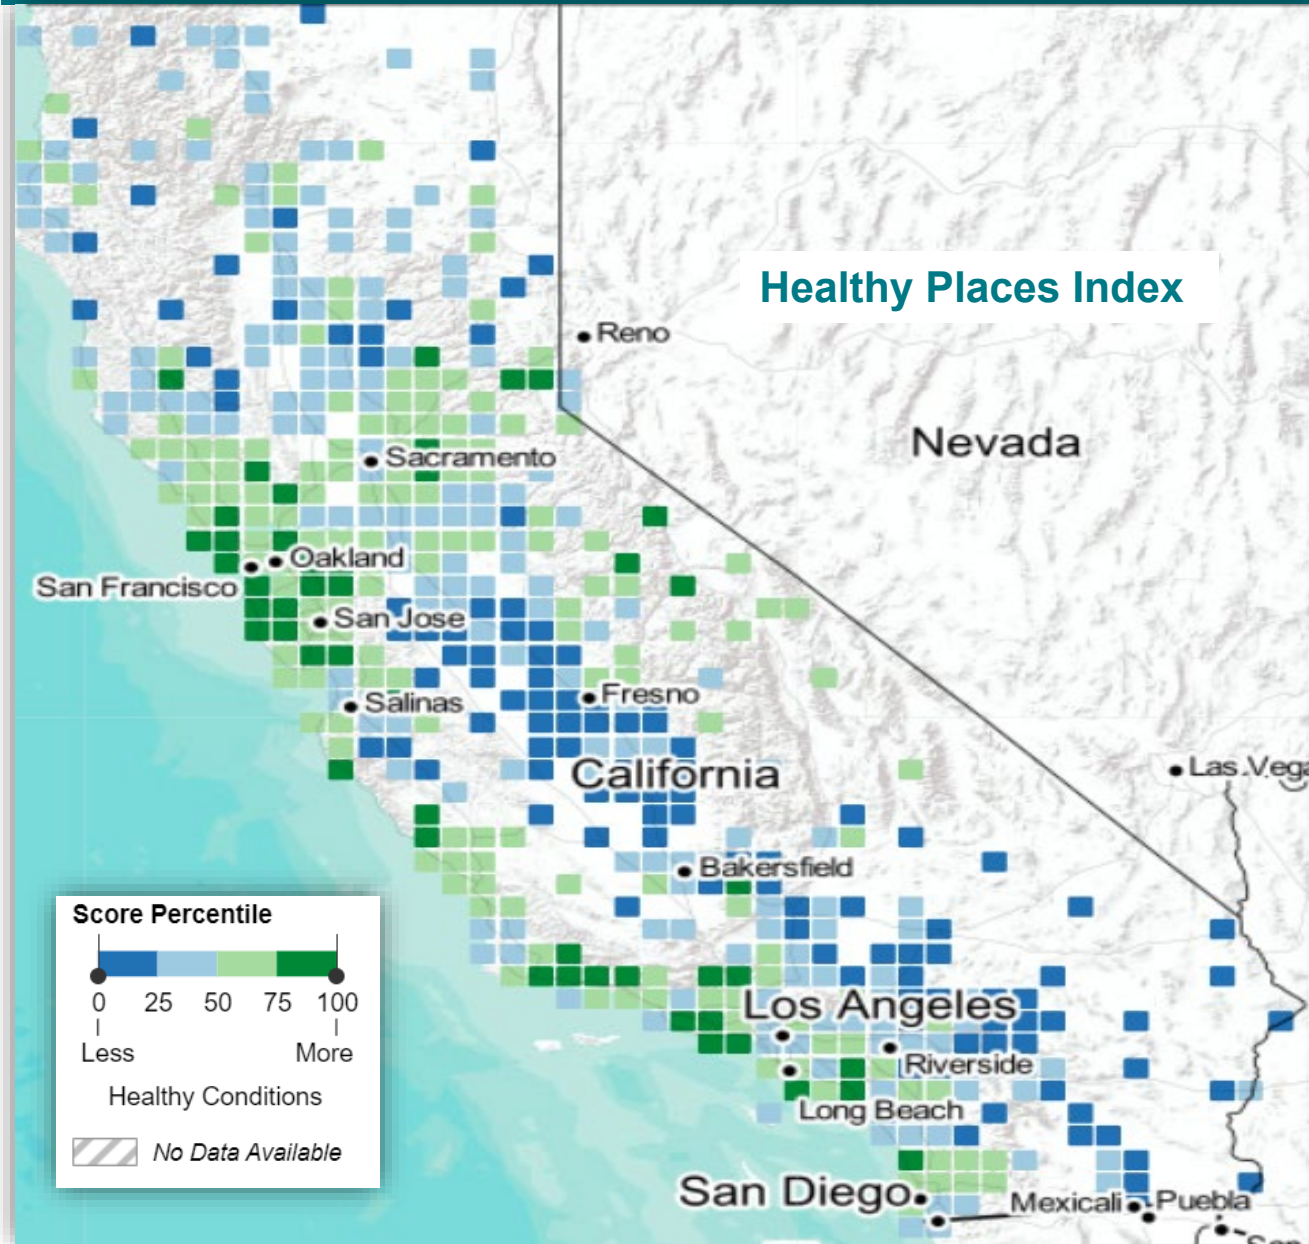 Healthy Places Index
Reno
Nevada
Sacramento
Oakland
San Francisco
San Jose
Fresno
Salinas
California
Las Vega
Bakersfield
Los Angeles
Riverside
Long Beach
San Diego
Mexicali
Puebla
San
Score Percentile
0 25 50 75 100
Less More
Healthy Conditions
No Data Available